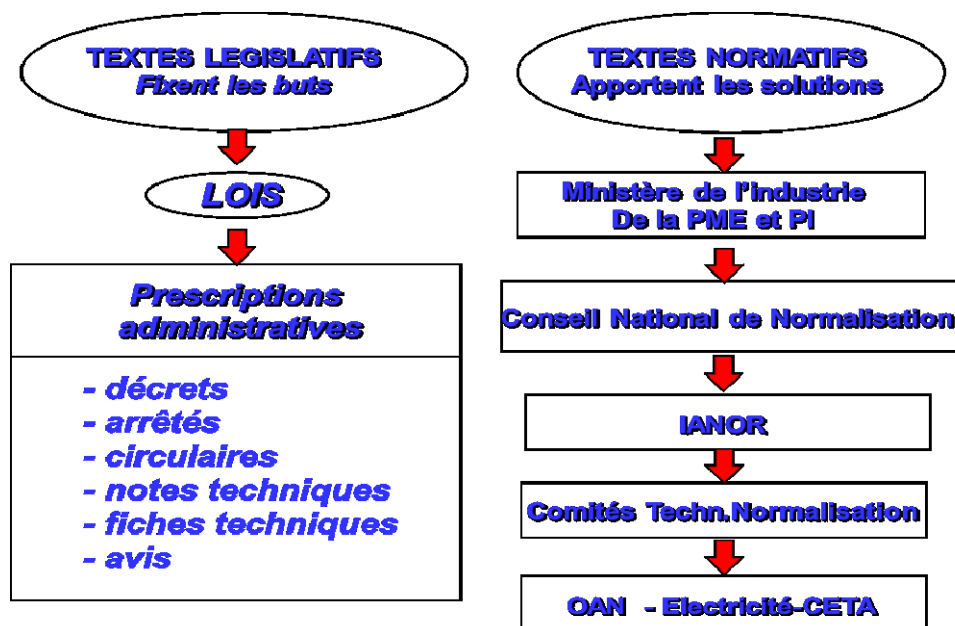 TEXTES LEGISLATIFS
Fixent les buts
LOIS
Prescriptions
administratives
- décrets
- arrêtés
- circulaires
- notes techniques
- fiches techniques
- avis
TEXTES NORMATIFS
Apportent les solutions
Ministère de l'industrie
De la PME et PI
Conseil National de Normalisation
IANOR
Comités Techn.Normalisation
OAN - Electricité-CETA